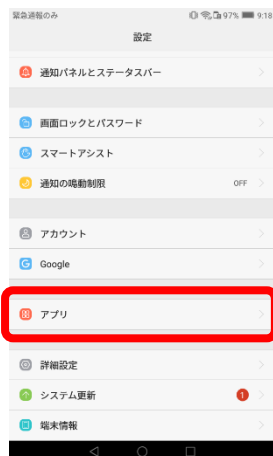 緊急通報のみ 97% 9:18
設定
通知パネルとステータスバー
画面ロックとパスワード
スマートアシスト
通知の鳴動制限 OFF
アカウント
G Google
アプリ
詳細設定
システム更新 1
端末情報